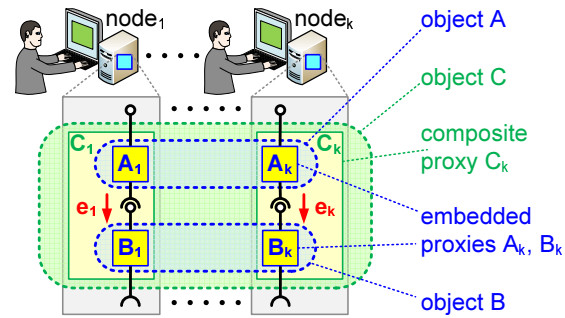 node₁ nodeₖ object A
object C
C₁ Cₖ composite
proxy Cₖ
A₁ Aₖ
e₁ eₖ embedded
proxies Aₖ, Bₖ
B₁ Bₖ
object B